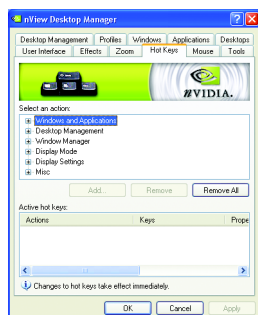 nView Desktop Manager
Desktop Management Profiles Windows Applications Desktops
User Interface Effects Zoom Hot Keys Mouse Tools
nVIDIA.
Select an action:
Windows and Applications
Desktop Management
Window Manager
Display Mode
Display Settings
Misc
Add... Remove Remove All
Active hot keys:
Actions Keys Prope
Changes to hot keys take effect immediately.
OK Cancel Apply